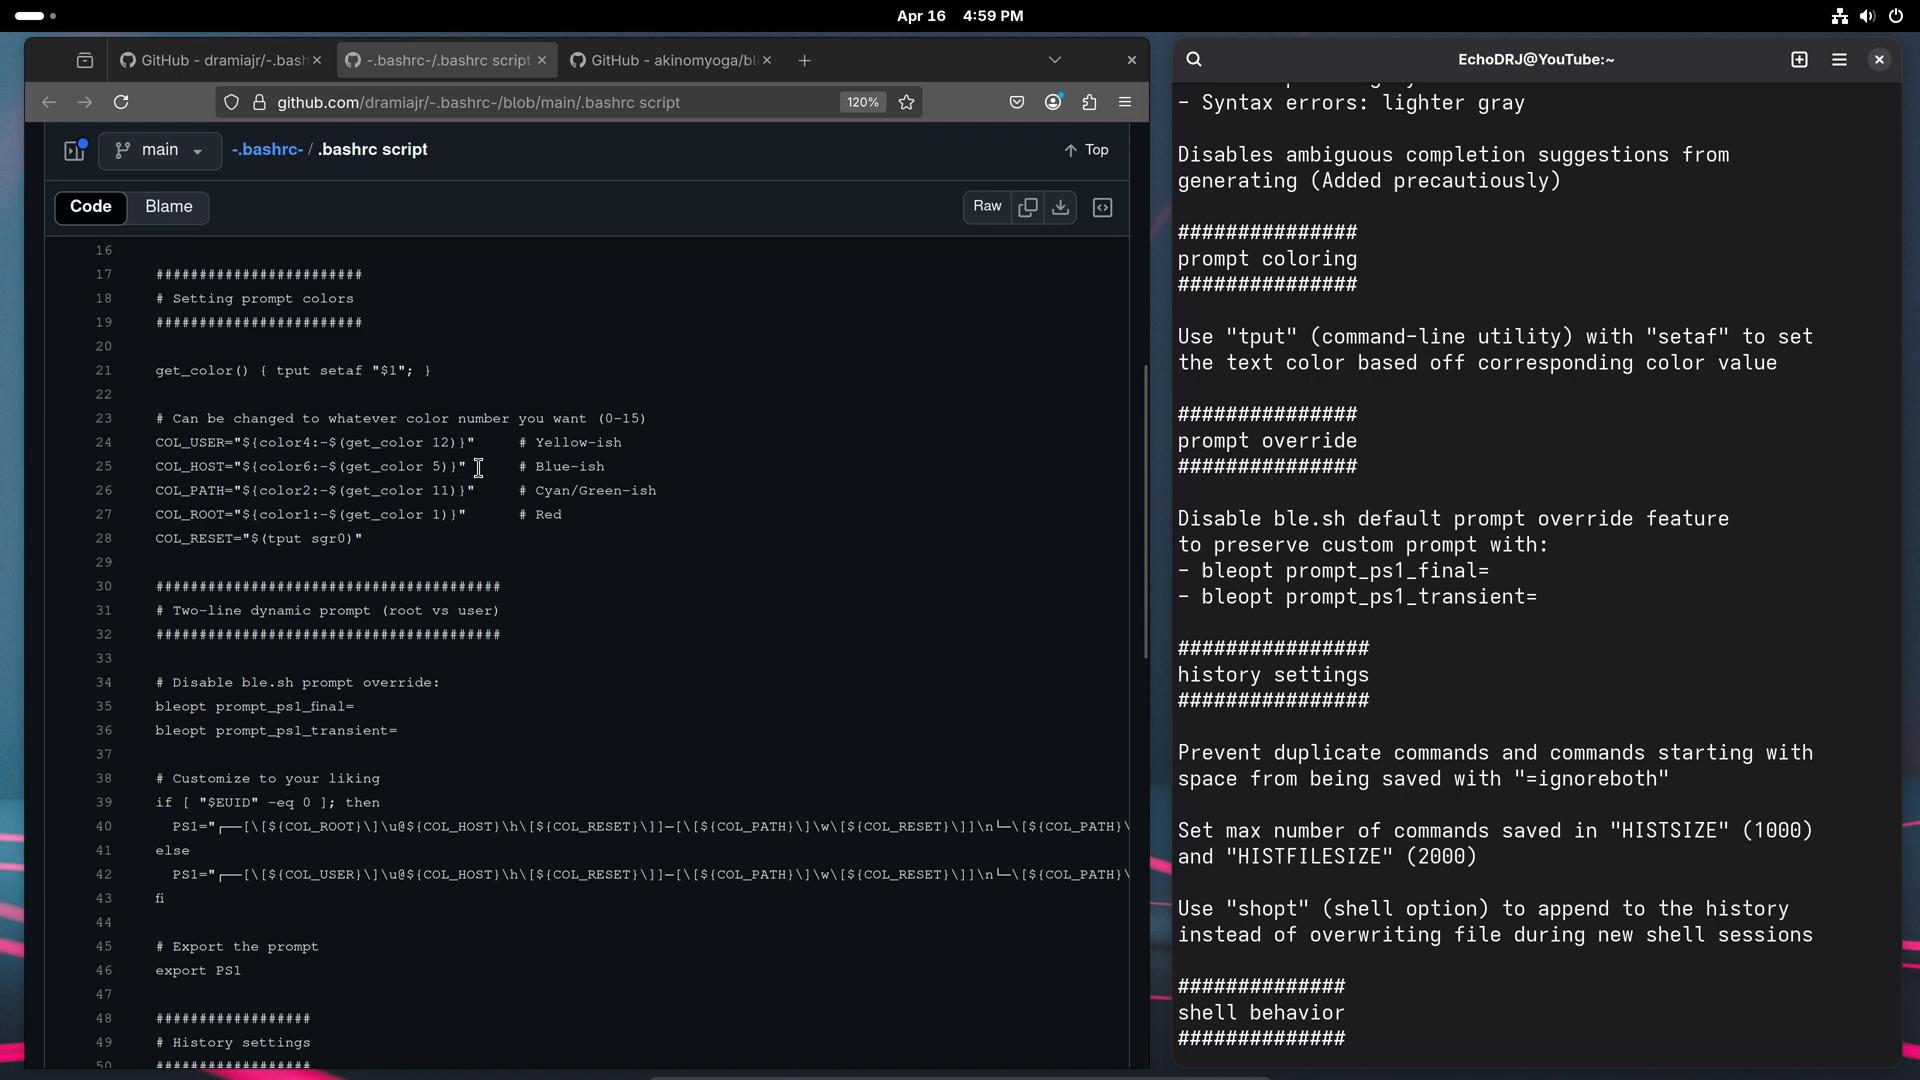 Apr 16 4:59 PM
GitHub - dramiajr/-.bash
-.bashrc-/.bashrc script
GitHub - akinomyoga/bl
github.com/dramiajr/-.bashrc-/blob/main/.bashrc script
120%
main
-.bashrc- / .bashrc script
Top
Code
Blame
Raw
16
17 ########################
18 # Setting prompt colors
19 ########################
20
21 get_color() { tput setaf "$1"; }
22
23 # Can be changed to whatever color number you want (0-15)
24 COL_USER="${color4:-$(get_color 12)}" # Yellow-ish
25 COL_HOST="${color6:-$(get_color 5)}" # Blue-ish
26 COL_PATH="${color2:-$(get_color 11)}" # Cyan/Green-ish
27 COL_ROOT="${color1:-$(get_color 1)}" # Red
28 COL_RESET="$(tput sgr0)"
29
30 ########################################
31 # Two-line dynamic prompt (root vs user)
32 ########################################
33
34 # Disable ble.sh prompt override:
35 bleopt prompt_ps1_final=
36 bleopt prompt_ps1_transient=
37
38 # Customize to your liking
39 if [ "$EUID" -eq 0 ]; then
40 PS1="┌──[\[${COL_ROOT}\]\u@${COL_HOST}\h\[${COL_RESET}\]]─[\[${COL_PATH}\]\w\[${COL_RESET}\]]\n└─\[${COL_PATH}\
41 else
42 PS1="┌──[\[${COL_USER}\]\u@${COL_HOST}\h\[${COL_RESET}\]]─[\[${COL_PATH}\]\w\[${COL_RESET}\]]\n└─\[${COL_PATH}\
43 fi
44
45 # Export the prompt
46 export PS1
47
48 ##################
49 # History settings
50 ##################
EchoDRJ@YouTube:~
- Syntax errors: lighter gray
Disables ambiguous completion suggestions from
generating (Added precautiously)
###############
prompt coloring
###############
Use "tput" (command-line utility) with "setaf" to set
the text color based off corresponding color value
###############
prompt override
###############
Disable ble.sh default prompt override feature
to preserve custom prompt with:
- bleopt prompt_ps1_final=
- bleopt prompt_ps1_transient=
################
history settings
################
Prevent duplicate commands and commands starting with
space from being saved with "=ignoreboth"
Set max number of commands saved in "HISTSIZE" (1000)
and "HISTFILESIZE" (2000)
Use "shopt" (shell option) to append to the history
instead of overwriting file during new shell sessions
##############
shell behavior
##############